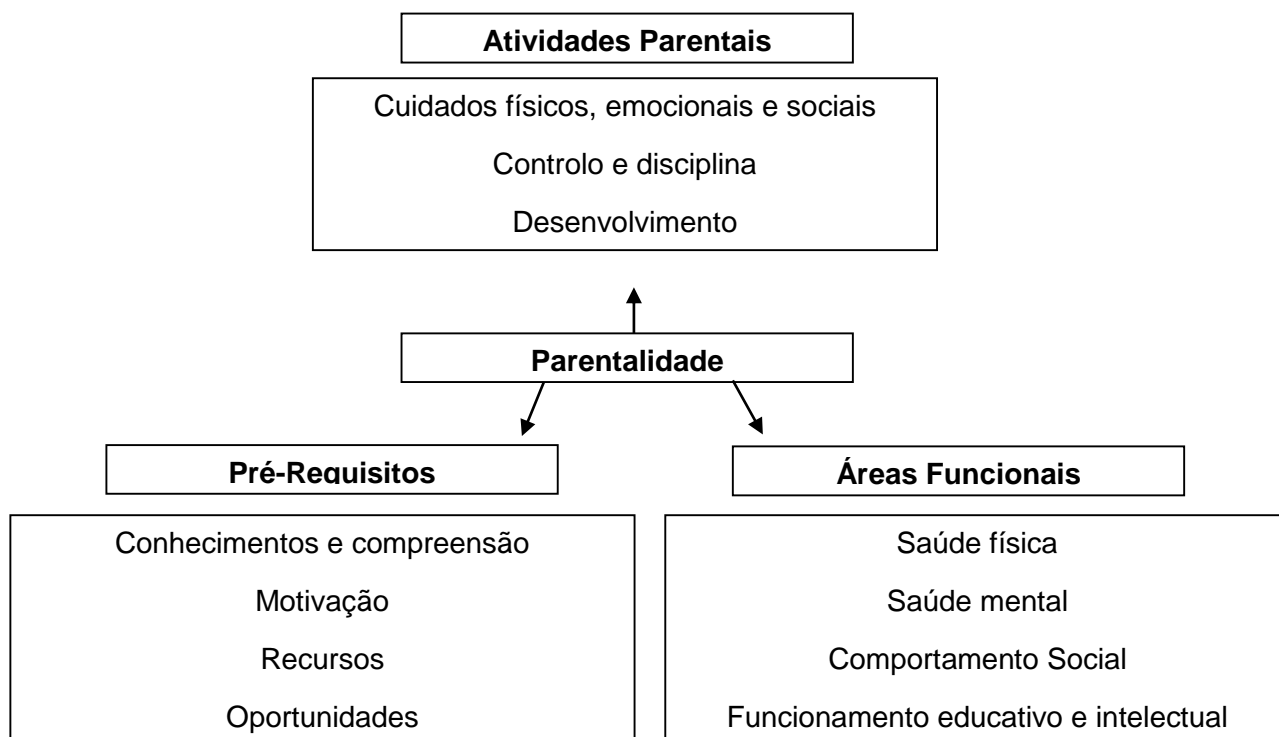 Atividades Parentais
Cuidados físicos, emocionais e sociais
Controlo e disciplina
Desenvolvimento
Parentalidade
Pré-Requisitos
Conhecimentos e compreensão
Motivação
Recursos
Oportunidades
Áreas Funcionais
Saúde física
Saúde mental
Comportamento Social
Funcionamento educativo e intelectual